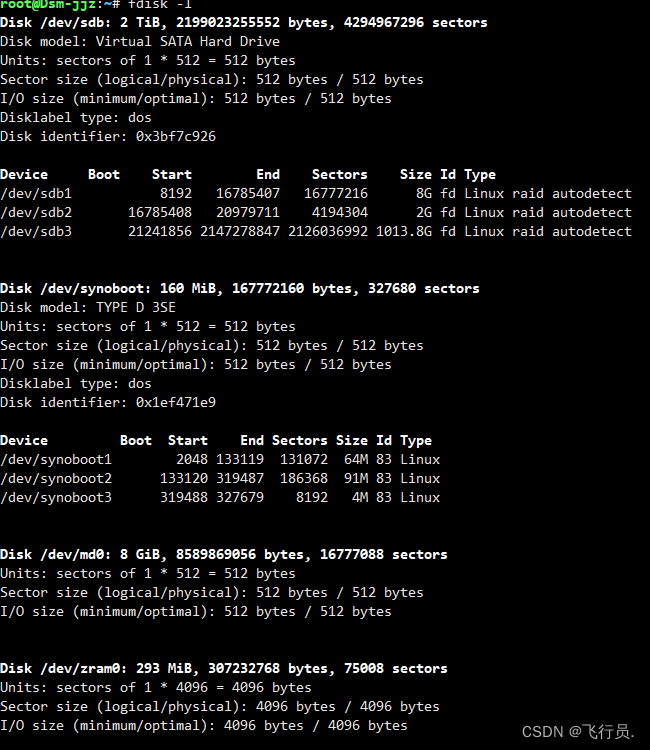 root@Dsm-jjz:~# fdisk -l
Disk /dev/sdb: 2 TiB, 2199023255552 bytes, 4294967296 sectors
Disk model: Virtual SATA Hard Drive
Units: sectors of 1 * 512 = 512 bytes
Sector size (logical/physical): 512 bytes / 512 bytes
I/O size (minimum/optimal): 512 bytes / 512 bytes
Disklabel type: dos
Disk identifier: 0x3bf7c926
Device     Boot    Start        End    Sectors    Size Id Type
/dev/sdb1           8192   16785407   16777216      8G fd Linux raid autodetect
/dev/sdb2       16785408   20979711    4194304      2G fd Linux raid autodetect
/dev/sdb3       21241856 2147278847 2126036992 1013.8G fd Linux raid autodetect
Disk /dev/synoboot: 160 MiB, 167772160 bytes, 327680 sectors
Disk model: TYPE D 3SE
Units: sectors of 1 * 512 = 512 bytes
Sector size (logical/physical): 512 bytes / 512 bytes
I/O size (minimum/optimal): 512 bytes / 512 bytes
Disklabel type: dos
Disk identifier: 0x1ef471e9
Device         Boot  Start    End Sectors Size Id Type
/dev/synoboot1        2048 133119  131072  64M 83 Linux
/dev/synoboot2      133120 319487  186368  91M 83 Linux
/dev/synoboot3      319488 327679    8192   4M 83 Linux
Disk /dev/md0: 8 GiB, 8589869056 bytes, 16777088 sectors
Units: sectors of 1 * 512 = 512 bytes
Sector size (logical/physical): 512 bytes / 512 bytes
I/O size (minimum/optimal): 512 bytes / 512 bytes
Disk /dev/zram0: 293 MiB, 307232768 bytes, 75008 sectors
Units: sectors of 1 * 4096 = 4096 bytes
Sector size (logical/physical): 4096 bytes / 4096 bytes
I/O size (minimum/optimal): 4096 bytes / 4096 bytes
CSDN @飞行员.